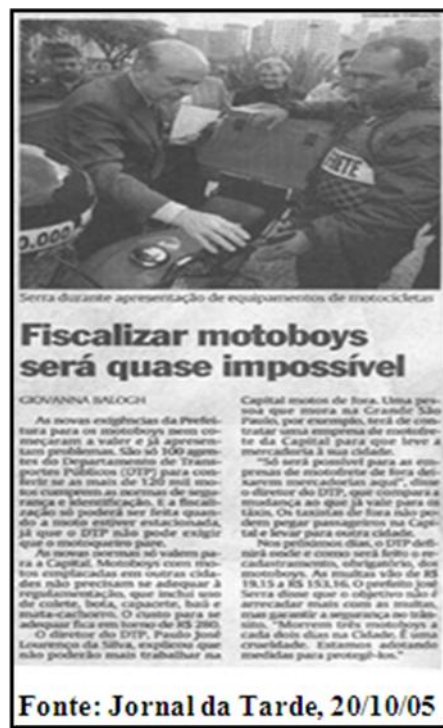 0.000
FRETE
Serra durante apresentação de equipamentos de motocicletas
Fiscalizar motoboys
será quase impossível
GIOVANNA BALOGH
As novas exigências da Prefei-
tura para os motoboys nem co-
meçaram a valer e já apresen-
tam problemas. São só 100 agen-
tes do Departamento de Trans-
portes Públicos (DTP) para con-
ferir se as mais de 120 mil mo-
tos cumprem as normas de segu-
rança e identificação. E a fiscali-
zação só poderá ser feita quan-
do a moto estiver estacionada,
já que o DTP não pode exigir
que o motoqueiro pare.
As novas normas só valem pa-
ra a Capital. Motoboys com mo-
tos emplacadas em outras cida-
des não precisam se adequar à
regulamentação, que inclui uso
de colete, bota, capacete, baú e
mata-cachorro. O custo para se
adequar fica em torno de R$ 280.
O diretor do DTP, Paulo José
Lourenço da Silva, explicou que
não poderão mais trabalhar na
Capital motos de fora. Uma pes-
soa que mora na Grande São
Paulo, por exemplo, terá de con-
tratar uma empresa de motofre-
te da Capital para que leve a
mercadoria à sua cidade.
"Só será possível para as em-
presas de motofrete de fora dei-
xarem mercadorias aqui", disse
o diretor do DTP, que compara a
mudança ao que já vale para os
táxis. Os taxistas de fora não po-
dem pegar passageiros na Capi-
tal e levar para outra cidade.
Nos próximos dias, o DTP defi-
nirá onde e como será feito o re-
cadastramento, obrigatório, dos
motoboys. As multas vão de R$
19,15 a R$ 153,16. O prefeito José
Serra disse que o objetivo não é
arrecadar mais com as multas,
mas garantir a segurança no trân-
sito. "Morrem três motoboys a
cada dois dias na Cidade. É uma
crueldade. Estamos adotando
medidas para protegê-los."
Fonte: Jornal da Tarde, 20/10/05